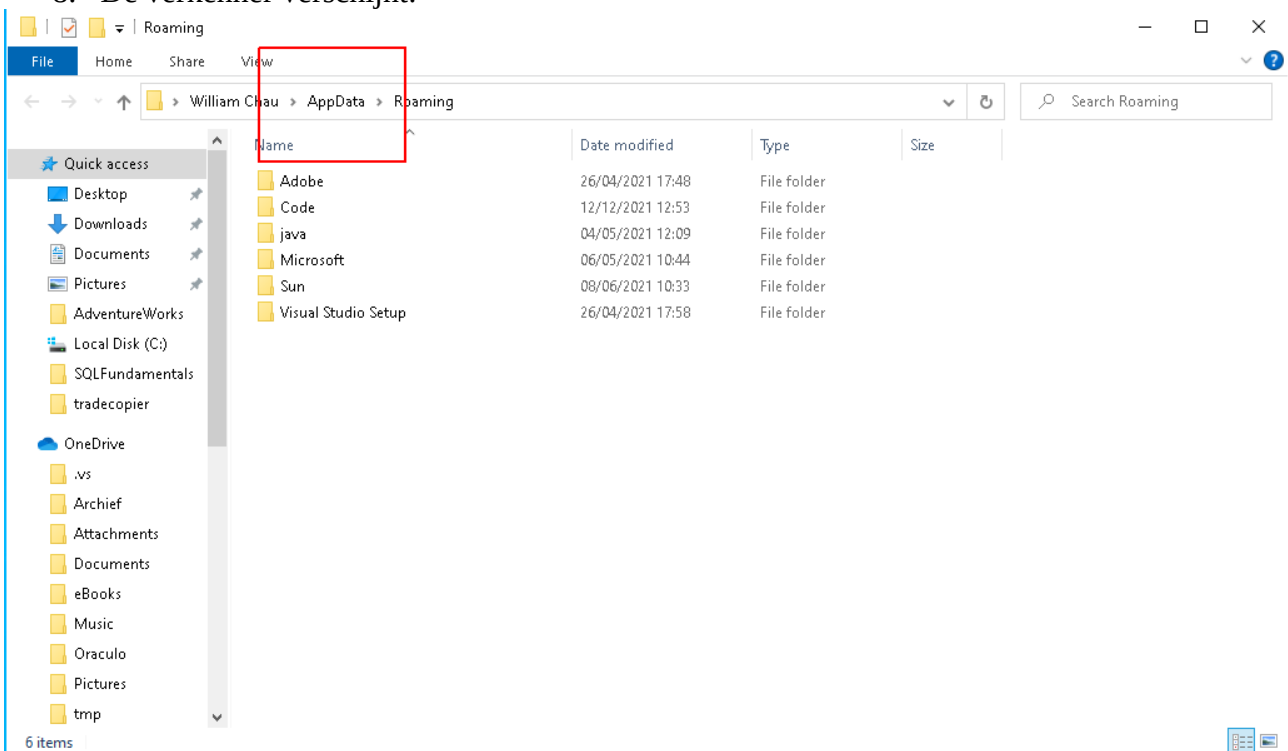 8. De verkenner verschijnt.
Roaming
File Home Share View
William Chau > AppData > Roaming
Search Roaming
Name Date modified Type Size
Quick access
Desktop
Downloads
Documents
Pictures
AdventureWorks
Local Disk (C:)
SQLFundamentals
tradecopier
OneDrive
.vs
Archief
Attachments
Documents
eBooks
Music
Oraculo
Pictures
tmp
Adobe 26/04/2021 17:48 File folder
Code 12/12/2021 12:53 File folder
java 04/05/2021 12:09 File folder
Microsoft 06/05/2021 10:44 File folder
Sun 08/06/2021 10:33 File folder
Visual Studio Setup 26/04/2021 17:58 File folder
6 items